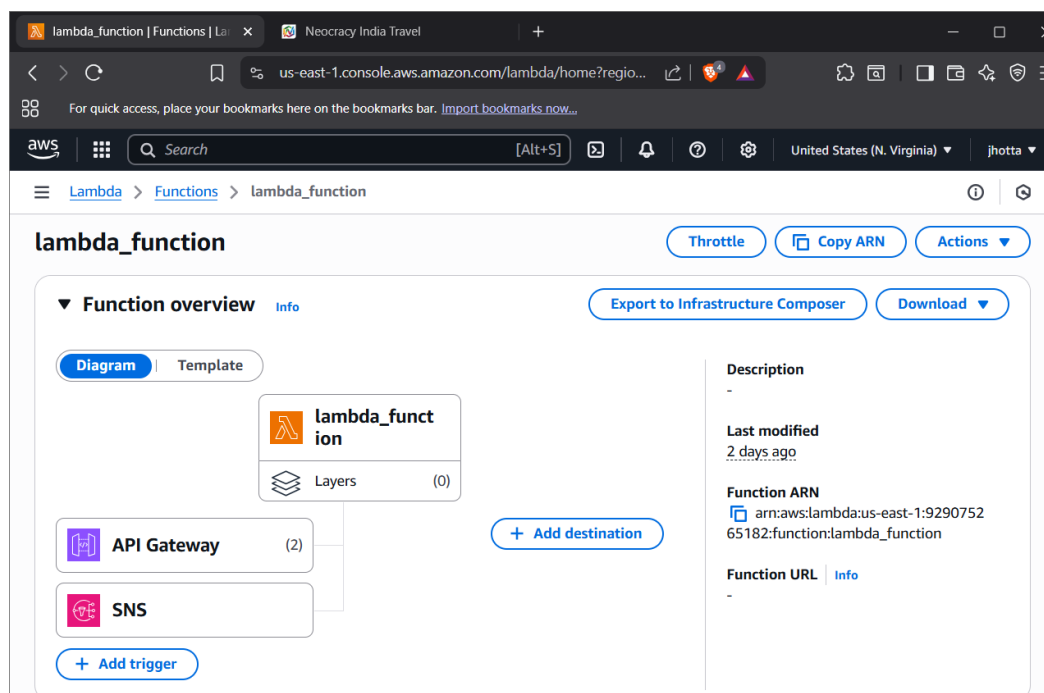 lambda_function | Functions | La
Neocracy India Travel
us-east-1.console.aws.amazon.com/lambda/home?regio...
4
For quick access, place your bookmarks here on the bookmarks bar. Import bookmarks now...
aws
Search
[Alt+S]
United States (N. Virginia)
jhotta
Lambda > Functions > lambda_function
lambda_function
Throttle
Copy ARN
Actions
Function overview
Info
Export to Infrastructure Composer
Download
Diagram
Template
lambda_funct
ion
Layers
(0)
API Gateway
(2)
SNS
+ Add trigger
+ Add destination
Description
-
Last modified
2 days ago
Function ARN
arn:aws:lambda:us-east-1:9290752
65182:function:lambda_function
Function URL
Info
-